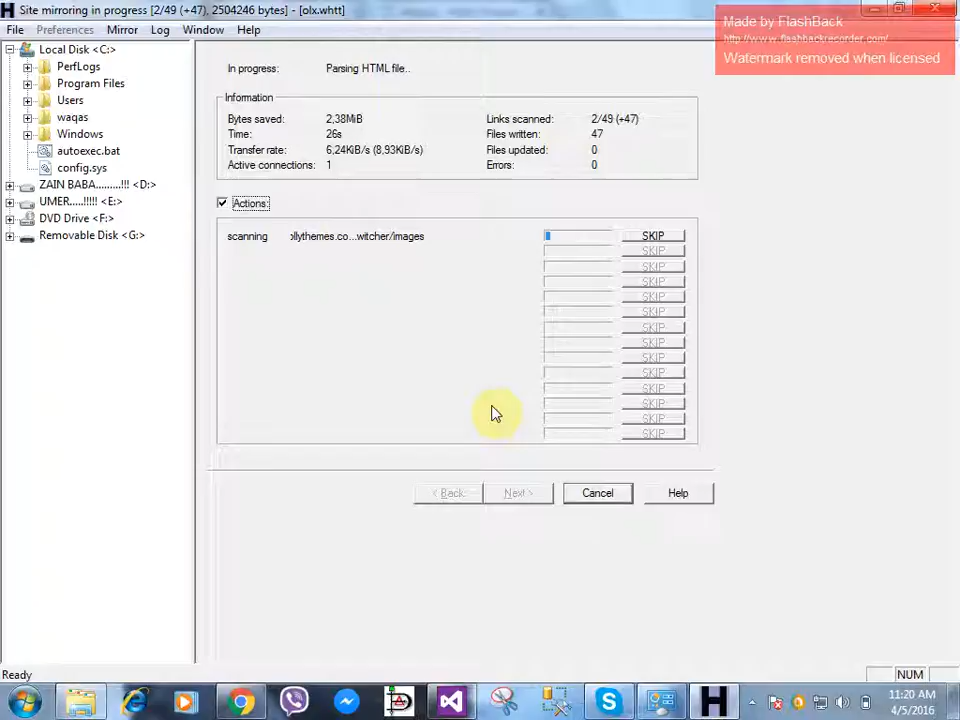 Site mirroring in progress [2/49 (+47), 2504246 bytes] - [olx.whtt]
Made by FlashBack
http://www.flashbackrecorder.com/
Watermark removed when licensed
File Preferences Mirror Log Window Help
Local Disk <C:>
PerfLogs
Program Files
Users
waqas
Windows
autoexec.bat
config.sys
ZAIN BABA.........!!! <D:>
UMER.....!!!!! <E:>
DVD Drive <F:>
Removable Disk <G:>
In progress: Parsing HTML file..
Information
Bytes saved: 2,38MiB Links scanned: 2/49 (+47)
Time: 26s Files written: 47
Transfer rate: 6,24KiB/s (8,93KiB/s) Files updated: 0
Active connections: 1 Errors: 0
Actions:
scanning ollythemes.co...witcher/images SKIP
SKIP
SKIP
SKIP
SKIP
SKIP
SKIP
SKIP
SKIP
SKIP
SKIP
SKIP
SKIP
SKIP
< Back Next > Cancel Help
Ready NUM
11:20 AM
4/5/2016